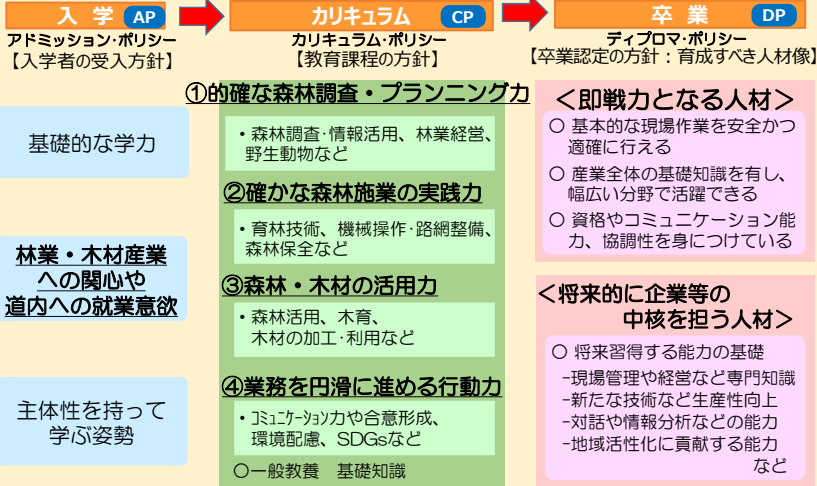 入 学 AP
アドミッション･ポリシー
【入学者の受入方針】
基礎的な学力
林業・木材産業
への関心や
道内への就業意欲
主体性を持って
学ぶ姿勢
カリキュラム CP
カリキュラム･ポリシー
【教育課程の方針】
①的確な森林調査・プランニング力
・森林調査･情報活用、林業経営、
野生動物など
②確かな森林施業の実践力
・育林技術、機械操作･路網整備、
森林保全など
③森林・木材の活用力
・森林活用、木育、
木材の加工･利用など
④業務を円滑に進める行動力
・ｺﾐｭﾆｹｰｼｮﾝ力や合意形成、
環境配慮、SDGsなど
○一般教養　基礎知識
卒 業 DP
ディプロマ･ポリシー
【卒業認定の方針：育成すべき人材像】
＜即戦力となる人材＞
○ 基本的な現場作業を安全かつ
適確に行える
○ 産業全体の基礎知識を有し、
幅広い分野で活躍できる
○ 資格やコミュニケーション能
力、協調性を身につけている
＜将来的に企業等の
中核を担う人材＞
○ 将来習得する能力の基礎
-現場管理や経営など専門知識
-新たな技術など生産性向上
-対話や情報分析などの能力
-地域活性化に貢献する能力
など